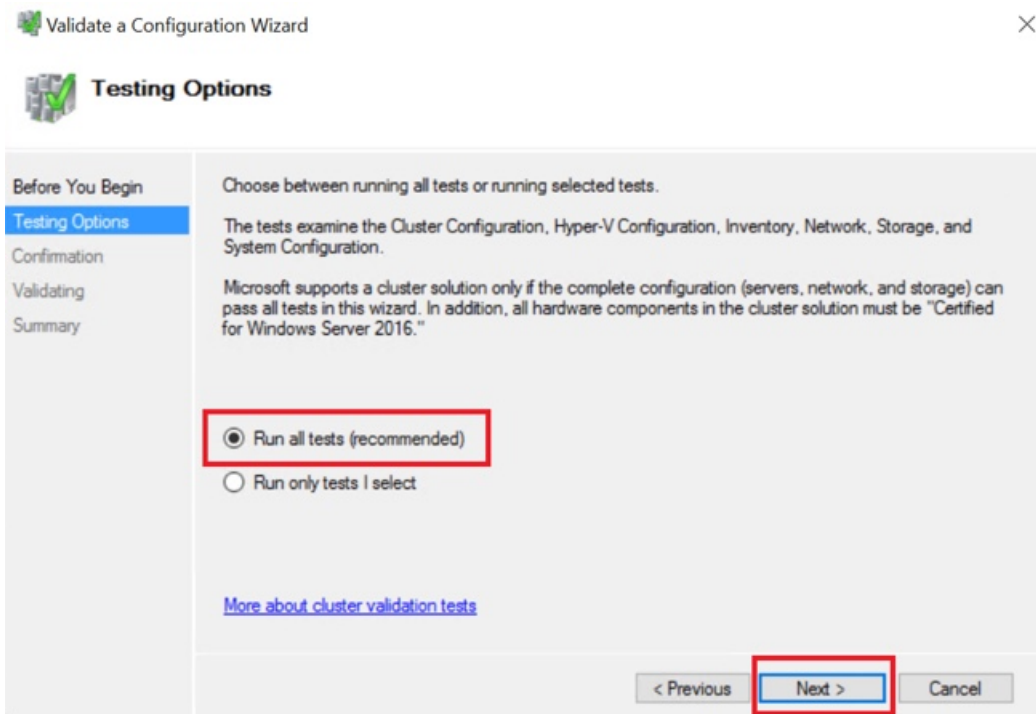 Validate a Configuration Wizard
Testing Options
Before You Begin
Testing Options
Confirmation
Validating
Summary
Choose between running all tests or running selected tests.
The tests examine the Cluster Configuration, Hyper-V Configuration, Inventory, Network, Storage, and
System Configuration.
Microsoft supports a cluster solution only if the complete configuration (servers, network, and storage) can
pass all tests in this wizard. In addition, all hardware components in the cluster solution must be "Certified
for Windows Server 2016."
Run all tests (recommended)
Run only tests I select
More about cluster validation tests
< Previous
Next >
Cancel